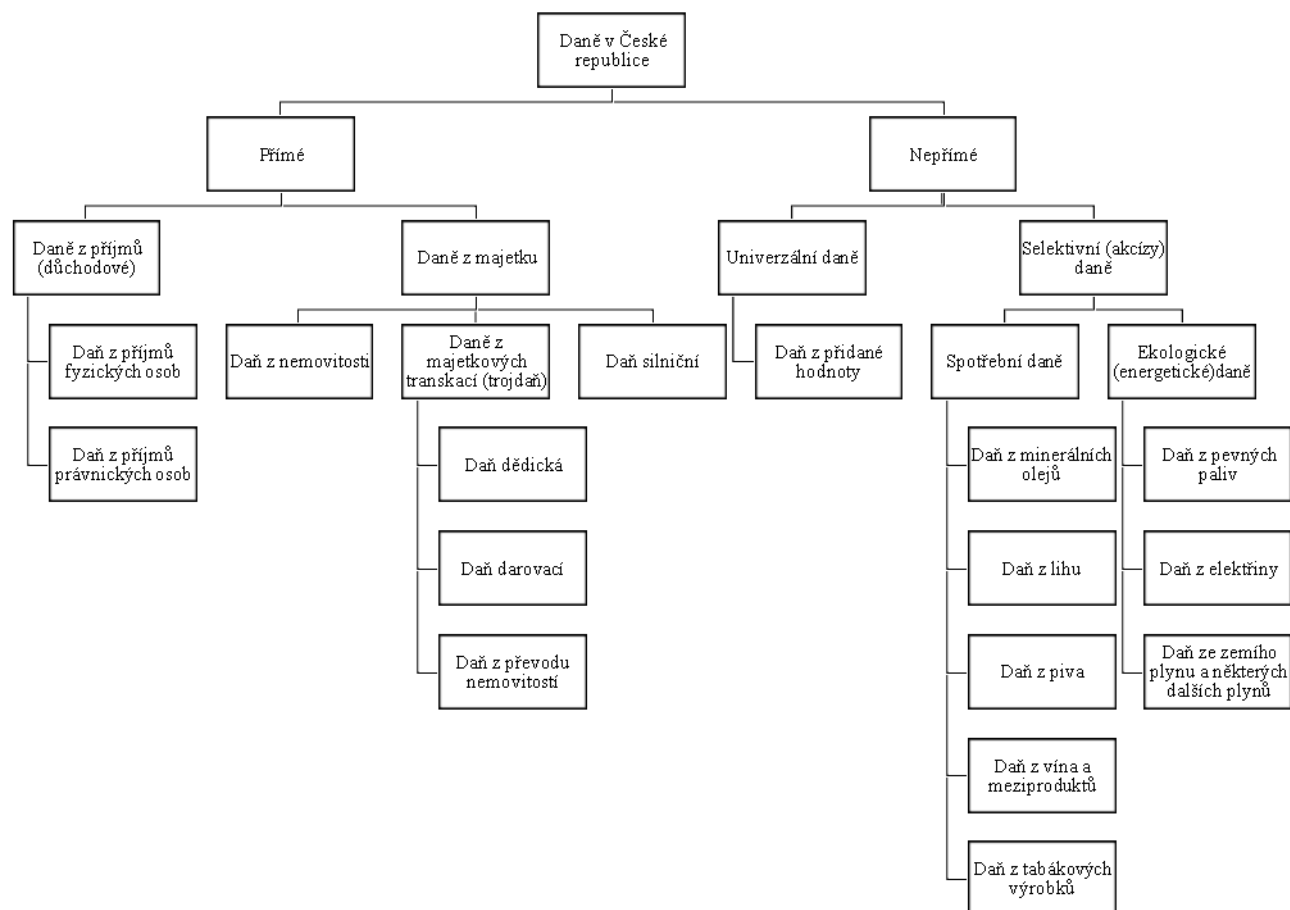 Daně v České
republice
Přímé
Nepřímé
Daně z příjmů
(důchodové)
Daně z majetku
Univerzální daně
Selektivní (akcízy)
daně
Daň z příjmů
fyzických osob
Daň z příjmů
právnických osob
Daň z nemovitosti
Daně z
majetkových
transkací (trojdaň)
Daň silniční
Daň dědická
Daň darovací
Daň z převodu
nemovitostí
Daň z přidané
hodnoty
Spotřební daně
Ekologické
(energetické)daně
Daň z minerálních
olejů
Daň z lihu
Daň z piva
Daň z vína a
meziproduktů
Daň z tabákových
výrobků
Daň z pevných
paliv
Daň z elektřiny
Daň ze zemího
plynu a některých
dalších plynů